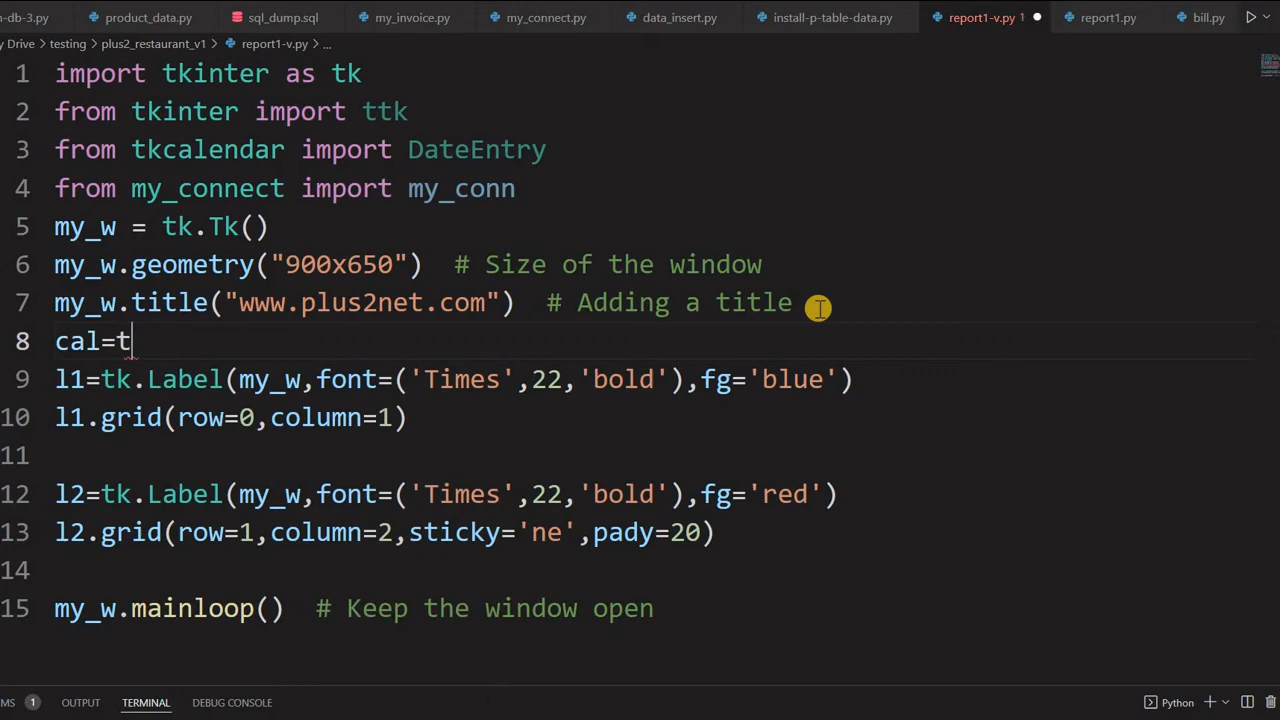 n-db-3.py product_data.py sql_dump.sql my_invoice.py my_connect.py data_insert.py install-p-table-data.py report1-v.py 1 report1.py bill.py
y Drive > testing > plus2_restaurant_v1 > report1-v.py > ...
1 import tkinter as tk
2 from tkinter import ttk
3 from tkcalendar import DateEntry
4 from my_connect import my_conn
5 my_w = tk.Tk()
6 my_w.geometry("900x650")  # Size of the window
7 my_w.title("www.plus2net.com")  # Adding a title
8 cal=t
9 l1=tk.Label(my_w,font=('Times',22,'bold'),fg='blue')
10 l1.grid(row=0,column=1)
11
12 l2=tk.Label(my_w,font=('Times',22,'bold'),fg='red')
13 l2.grid(row=1,column=2,sticky='ne',pady=20)
14
15 my_w.mainloop()  # Keep the window open
MS 1 OUTPUT TERMINAL DEBUG CONSOLE Python